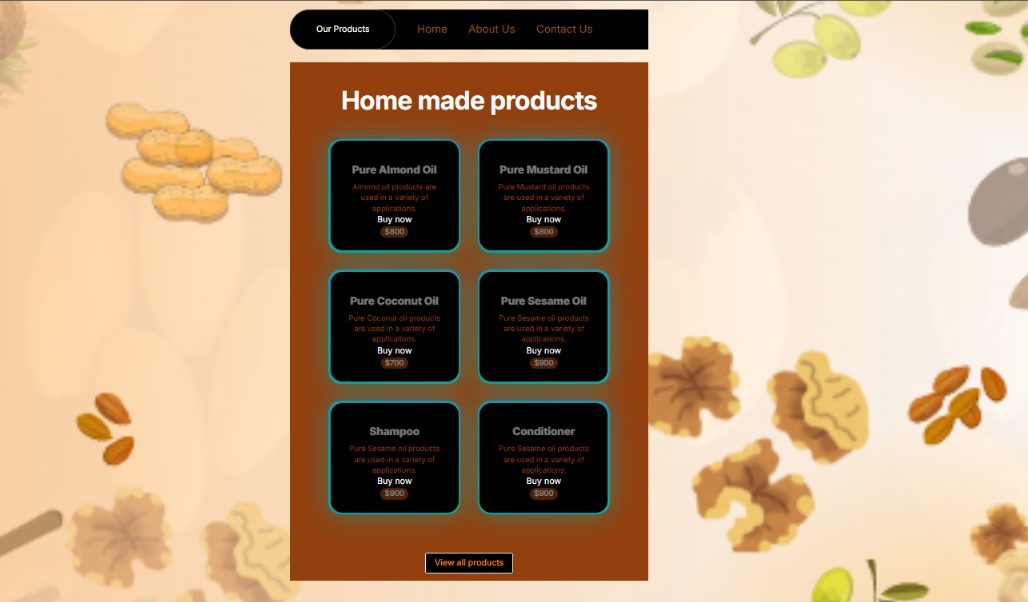 Our Products Home About Us Contact Us
Home made products
Pure Almond Oil
Almond oil products are
used in a variety of
applications.
Buy now
$800
Pure Mustard Oil
Pure Mustard oil products
are used in a variety of
applications.
Buy now
$800
Pure Coconut Oil
Pure Coconut oil products
are used in a variety of
applications.
Buy now
$700
Pure Sesame Oil
Pure Sesame oil products
are used in a variety of
applications.
Buy now
$900
Shampoo
Pure Sesame oil products
are used in a variety of
applications.
Buy now
$900
Conditioner
Pure Sesame oil products
are used in a variety of
applications.
Buy now
$900
View all products